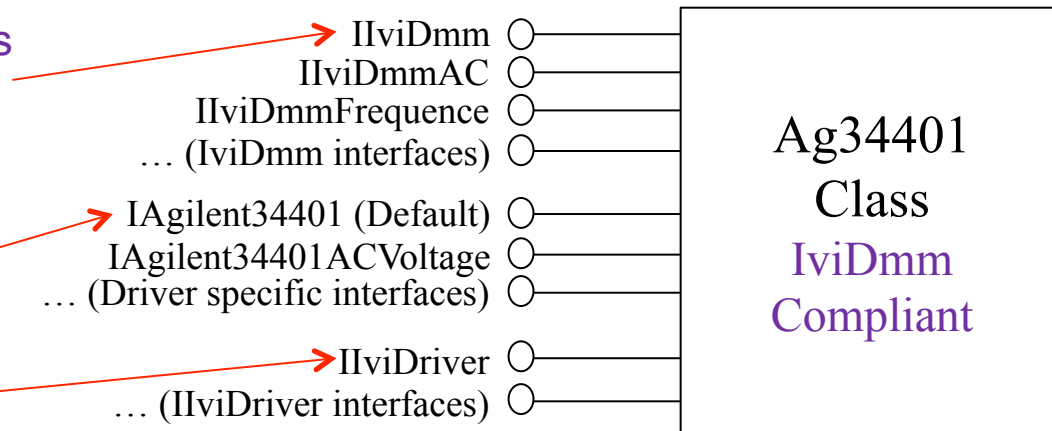 s
IIviDmm
IIviDmmAC
IIviDmmFrequence
… (IviDmm interfaces)
IAgilent34401 (Default)
IAgilent34401ACVoltage
… (Driver specific interfaces)
IIviDriver
… (IIviDriver interfaces)
Ag34401
Class
IviDmm
Compliant